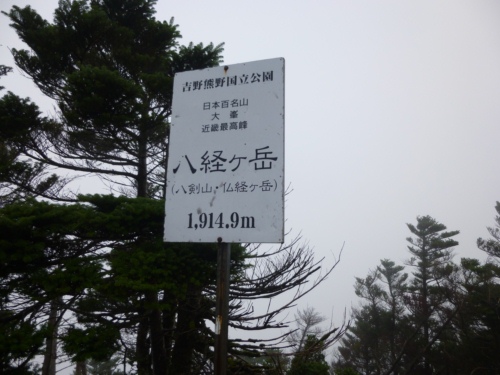 吉野熊野国立公園
日本百名山
大峯
近畿最高峰
八経ヶ岳
(八剣山・仏経ヶ岳)
1,914.9m